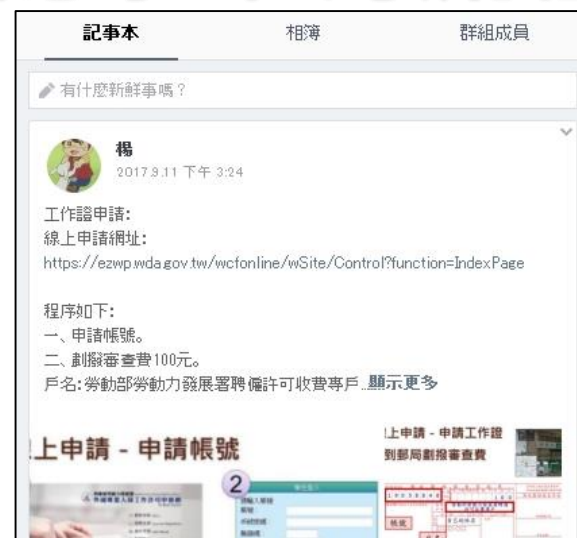 記事本 相簿 群組成員
有什麼新鮮事嗎？
楊
2017.9.11 下午 3:24
工作證申請:
線上申請網址:
https://ezwp.wda.gov.tw/wcfonline/wSite/Control?function=IndexPage
程序如下:
一、申請帳號。
二、劃撥審查費100元。
戶名:勞動部勞動力發展署聘僱許可收費專戶...顯示更多
上申請 - 申請帳號
2
上申請 - 申請工作證
到郵局劃撥審查費